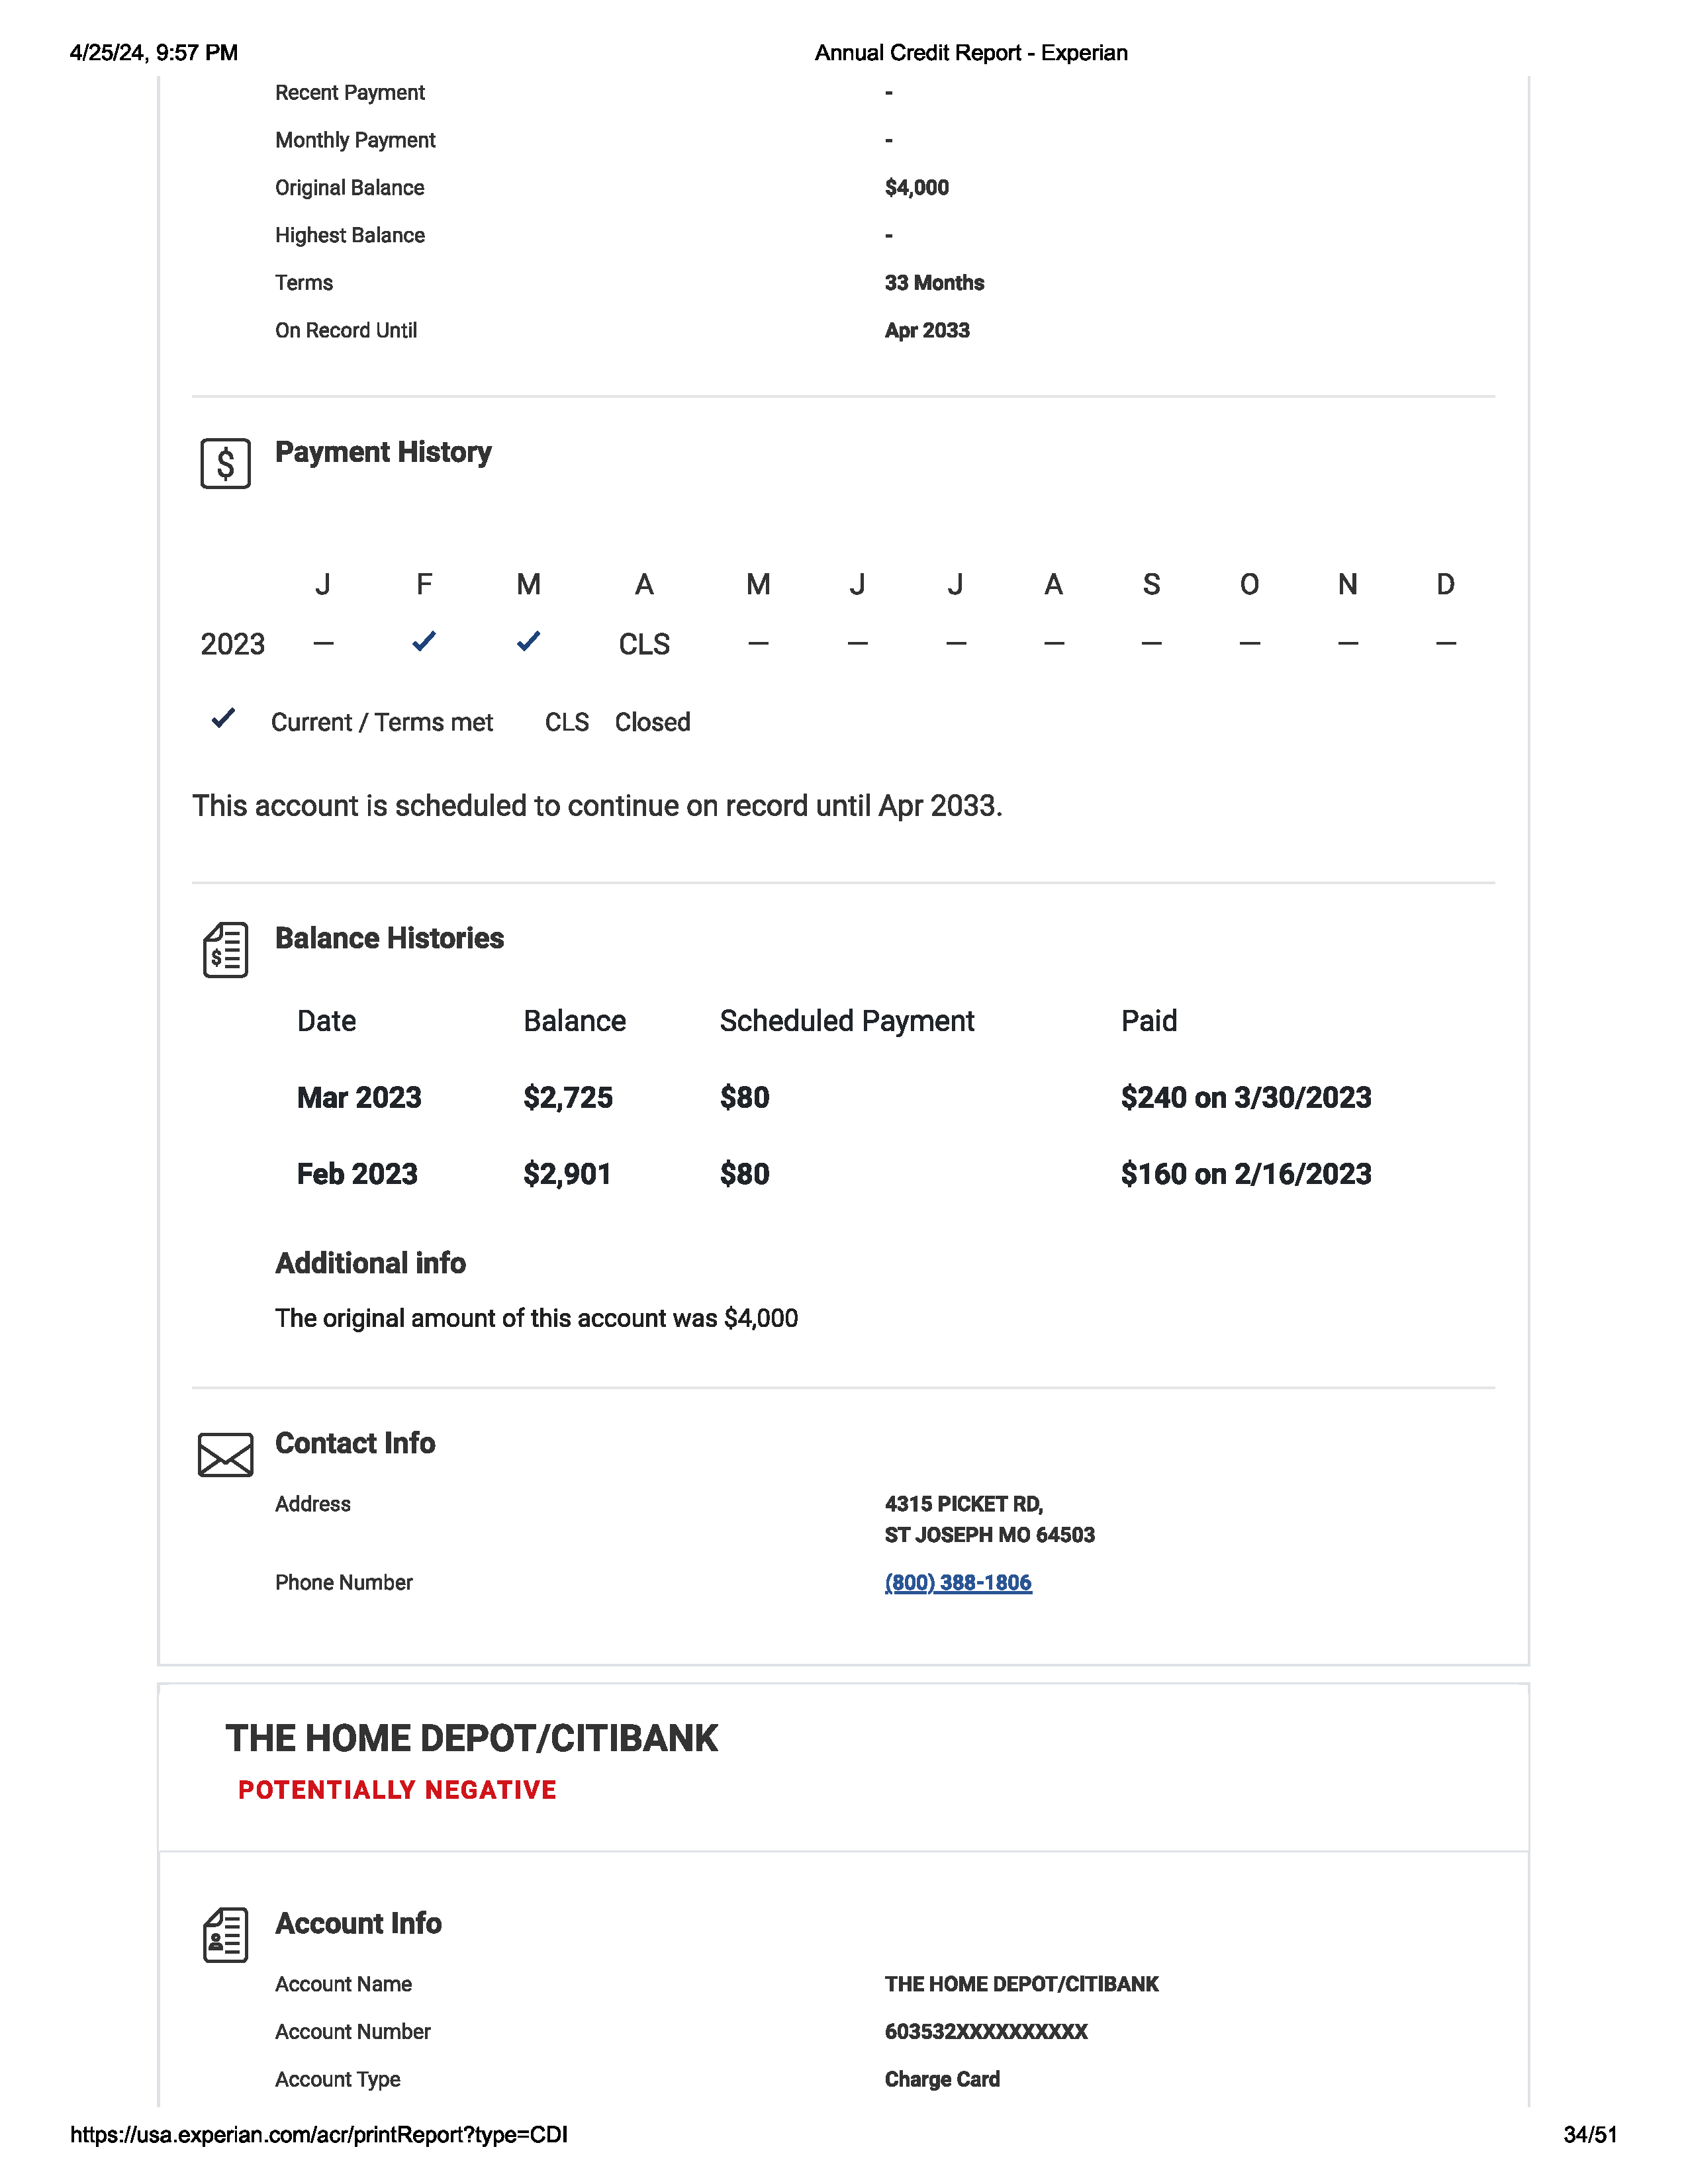 4/25/24, 9:57 PM Annual Credit Report - Experian
Recent Payment -
Monthly Payment -
Original Balance $4,000
Highest Balance -
Terms 33 Months
On Record Until Apr 2033
$ Payment History
J F M A M J J A S O N D
2023 — ✓ ✓ CLS — — — — — — — —
✓ Current / Terms met CLS Closed
This account is scheduled to continue on record until Apr 2033.
$ Balance Histories
Date Balance Scheduled Payment Paid
Mar 2023 $2,725 $80 $240 on 3/30/2023
Feb 2023 $2,901 $80 $160 on 2/16/2023
Additional info
The original amount of this account was $4,000
Contact Info
Address 4315 PICKET RD,
ST JOSEPH MO 64503
Phone Number (800) 388-1806
THE HOME DEPOT/CITIBANK
POTENTIALLY NEGATIVE
Account Info
Account Name THE HOME DEPOT/CITIBANK
Account Number 603532XXXXXXXXXX
Account Type Charge Card
https://usa.experian.com/acr/printReport?type=CDI 34/51